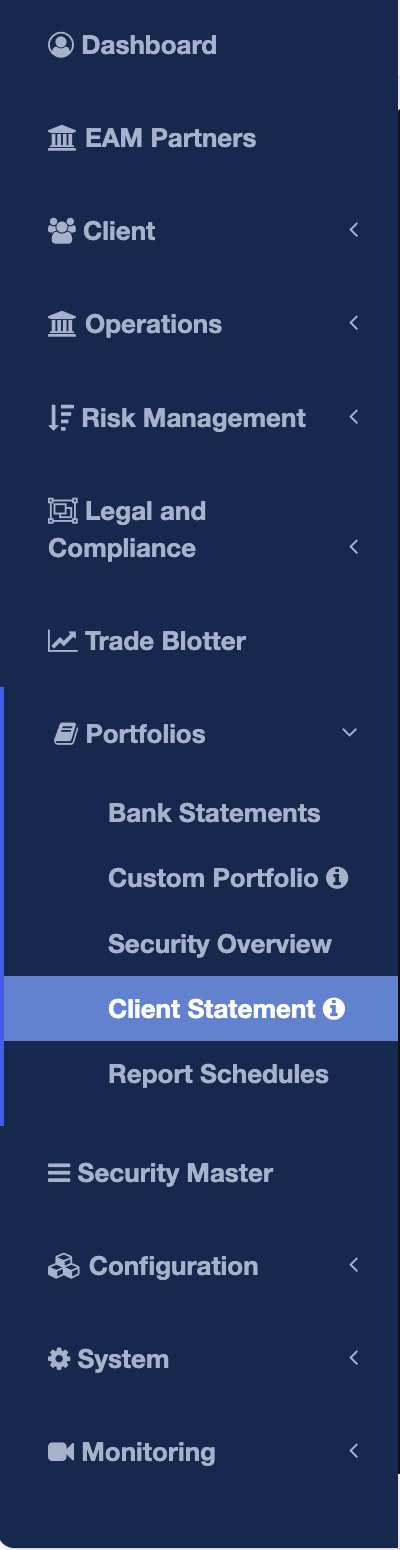 Dashboard
EAM Partners
Client
Operations
Risk Management
Legal and
Compliance
Trade Blotter
Portfolios
Bank Statements
Custom Portfolio
Security Overview
Client Statement
Report Schedules
Security Master
Configuration
System
Monitoring